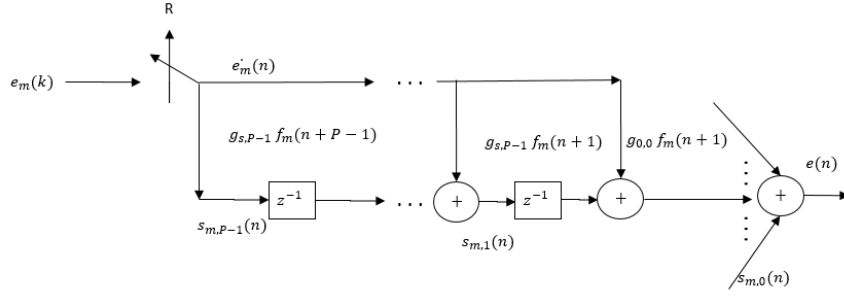 R
e_m(k)
e_m^.(n)
. . .
g_{s,P−1} f_m(n + P − 1)
g_{s,P−1} f_m(n + 1)
g_{0,0} f_m(n + 1)
e(n)
z^{−1}
. . .
+
z^{−1}
+
+
s_{m,P−1}(n)
s_{m,1}(n)
s_{m,0}(n)